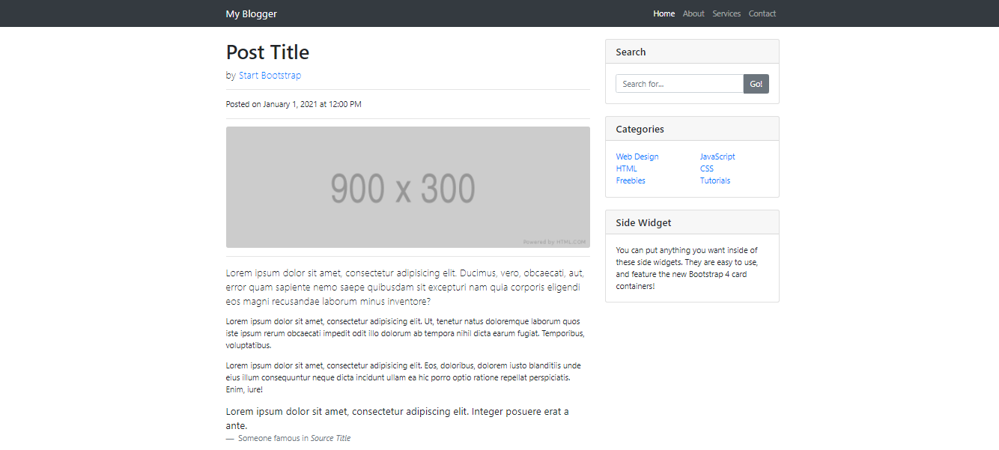 My Blogger
Home About Services Contact
Post Title
by Start Bootstrap
Posted on January 1, 2021 at 12:00 PM
900 x 300
Powered by HTML.COM
Lorem ipsum dolor sit amet, consectetur adipisicing elit. Ducimus, vero, obcaecati, aut,
error quam sapiente nemo saepe quibusdam sit excepturi nam quia corporis eligendi
eos magni recusandae laborum minus inventore?
Lorem ipsum dolor sit amet, consectetur adipisicing elit. Ut, tenetur natus doloremque laborum quos
iste ipsum rerum obcaecati impedit odit illo dolorum ab tempora nihil dicta earum fugiat. Temporibus,
voluptatibus.
Lorem ipsum dolor sit amet, consectetur adipisicing elit. Eos, doloribus, dolorem iusto blanditiis unde
eius illum consequuntur neque dicta incidunt ullam ea hic porro optio ratione repellat perspiciatis.
Enim, iure!
Lorem ipsum dolor sit amet, consectetur adipiscing elit. Integer posuere erat a
ante.
— Someone famous in Source Title
Search
Search for...
Go!
Categories
Web Design
HTML
Freebies
JavaScript
CSS
Tutorials
Side Widget
You can put anything you want inside of
these side widgets. They are easy to use,
and feature the new Bootstrap 4 card
containers!